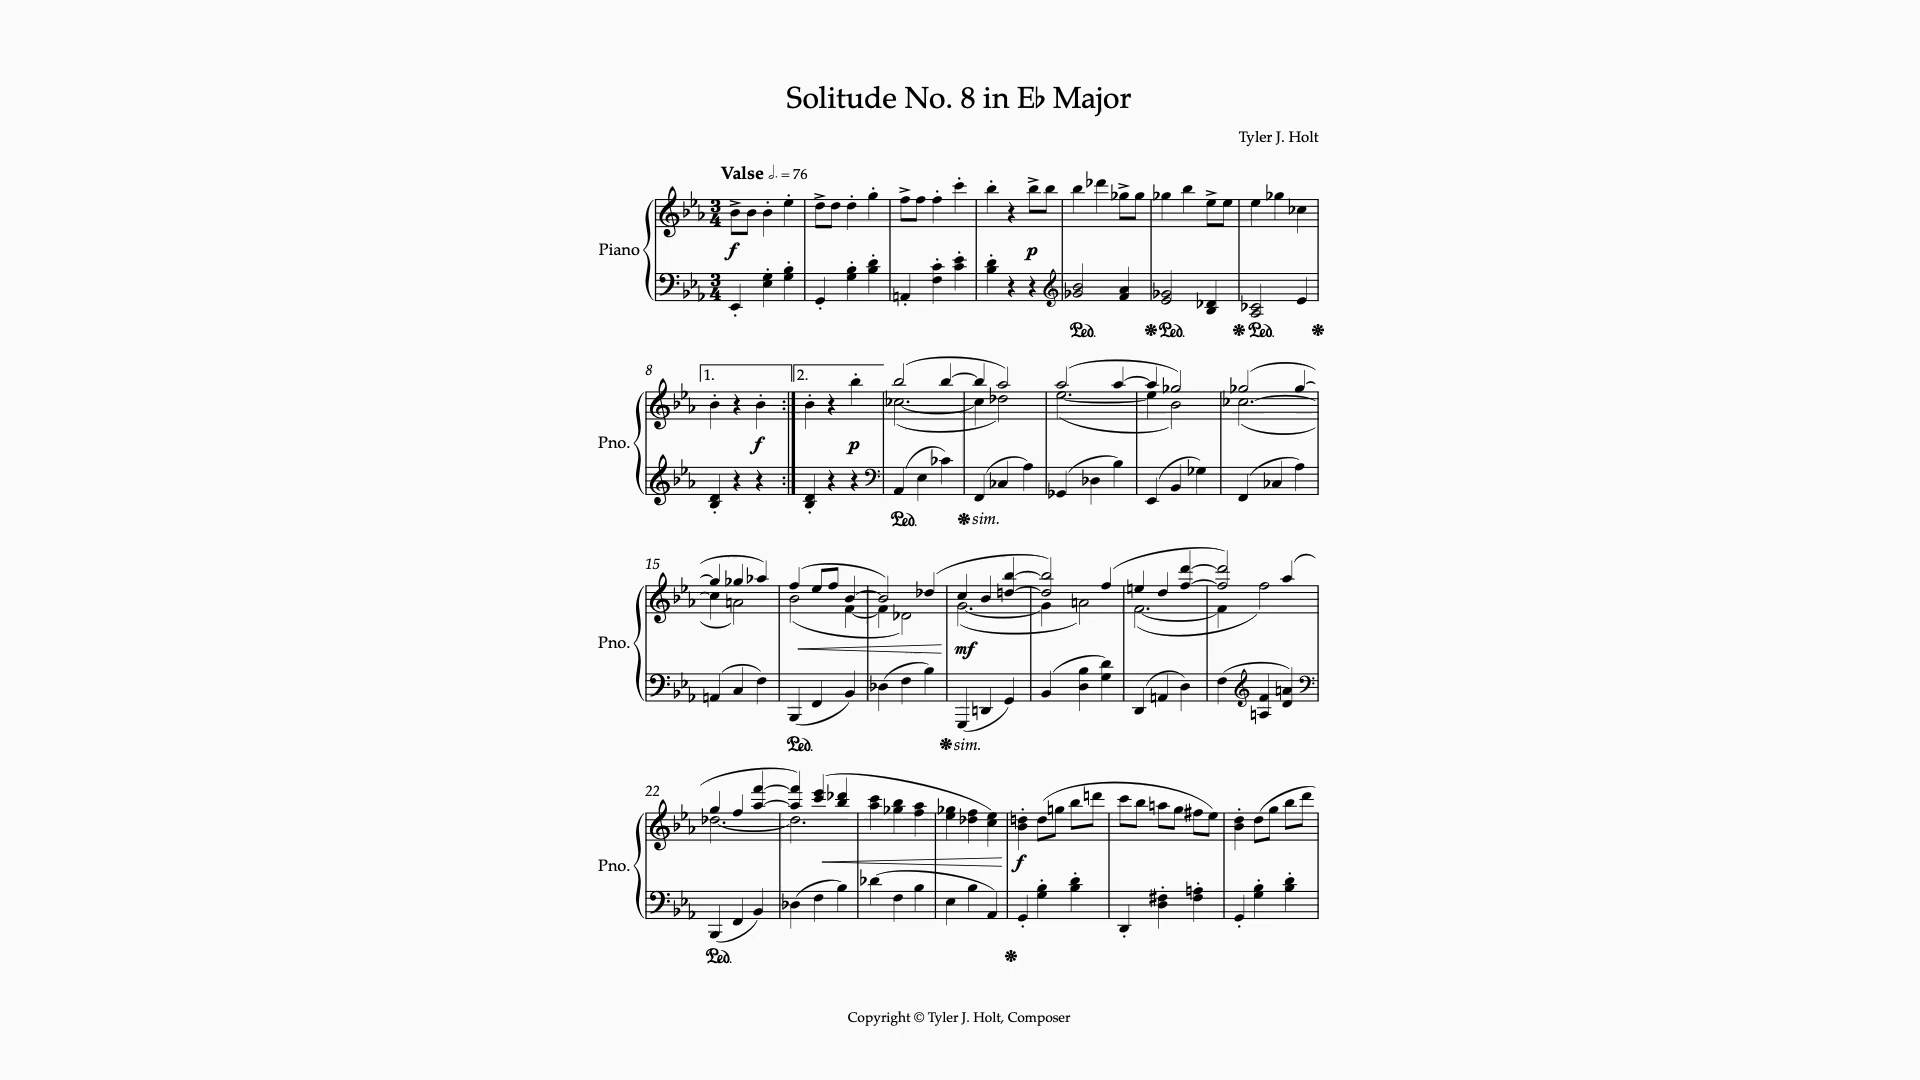 Solitude No. 8 in E♭ Major
Tyler J. Holt
Valse 𝅗𝅥. = 76
Piano
f
p
Ped. Ped. Ped.
8
1. 2.
Pno.
f p
Ped. sim.
15
Pno.
mf
Ped. sim.
22
Pno.
f
Ped.
Copyright © Tyler J. Holt, Composer